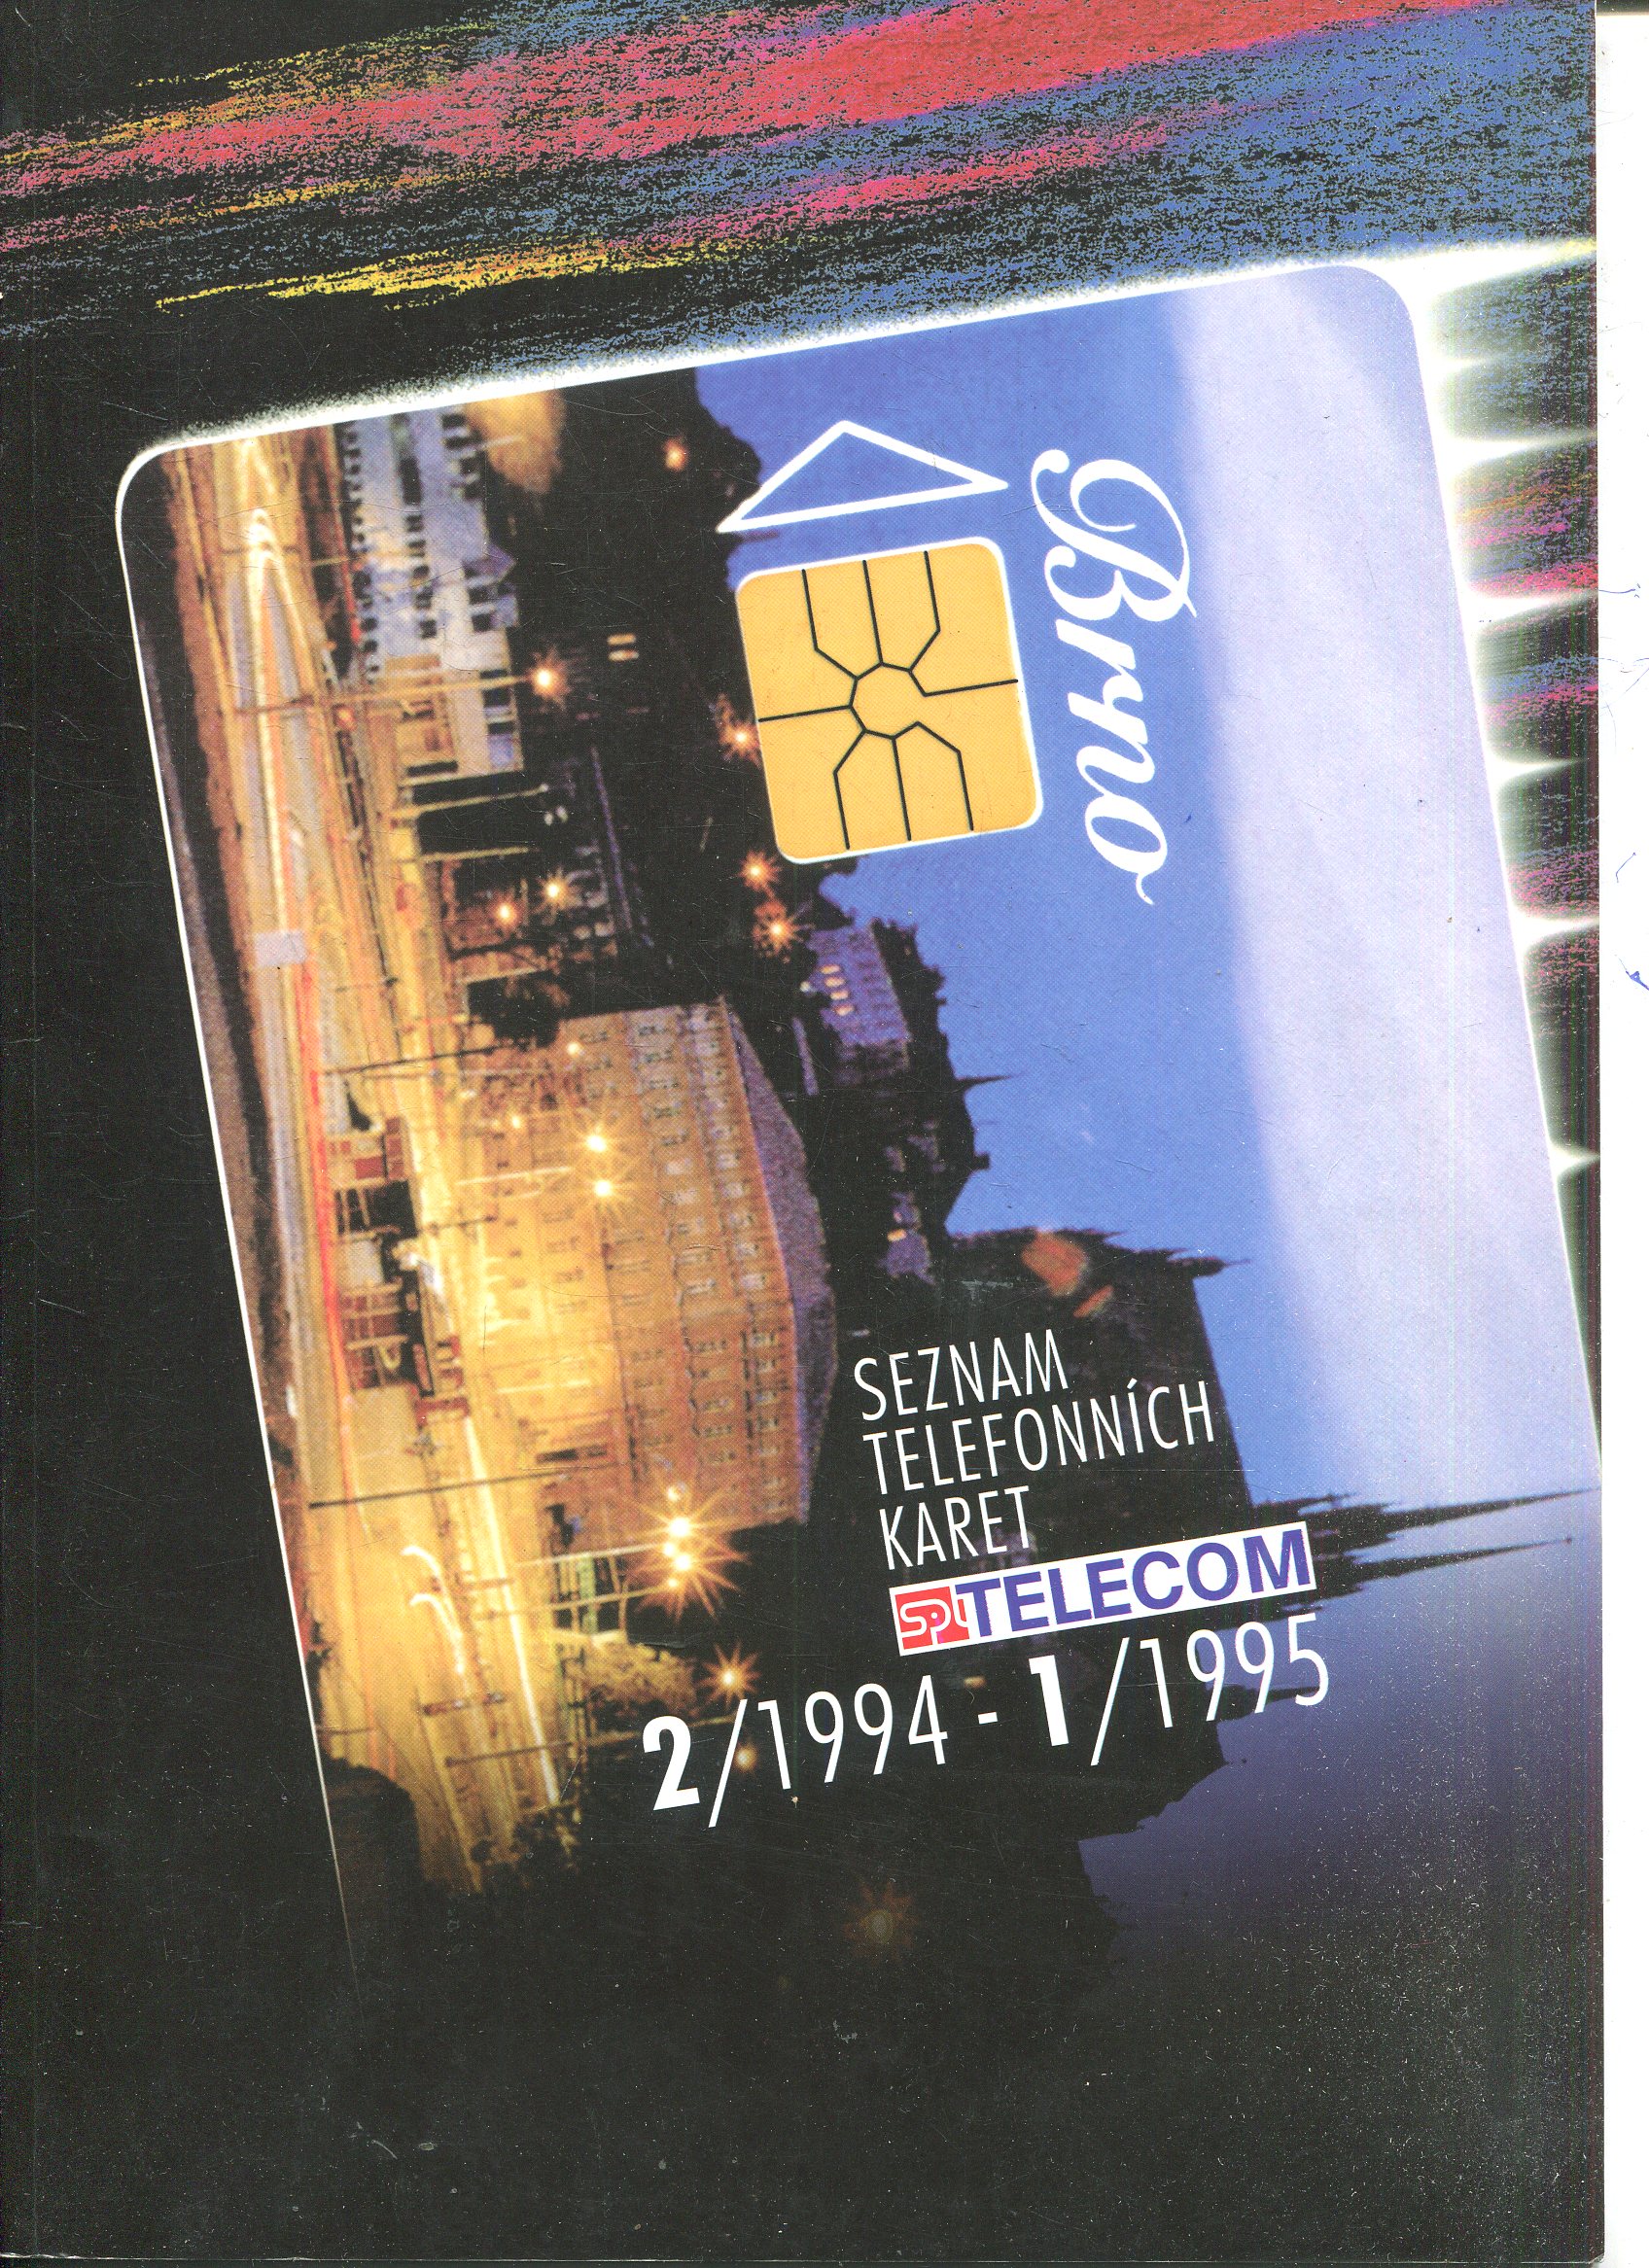 Brno
SEZNAM
TELEFONNÍCH
KARET
SPT TELECOM
2/1994 - 1/1995